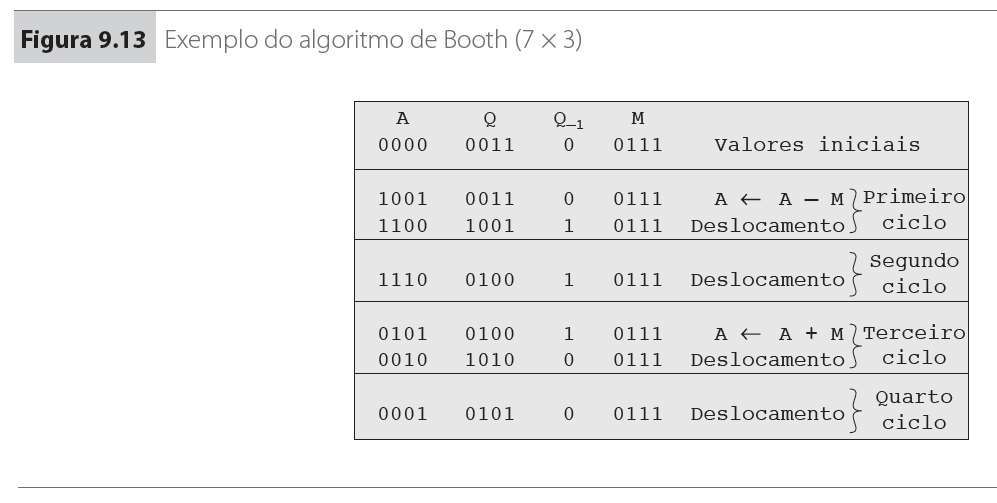 Figura 9.13 Exemplo do algoritmo de Booth (7 × 3)
A Q Q–1 M
0000 0011 0 0111 Valores iniciais
1001 0011 0 0111 A ← A – M Primeiro
1100 1001 1 0111 Deslocamento ciclo
Segundo
1110 0100 1 0111 Deslocamento ciclo
0101 0100 1 0111 A ← A + M Terceiro
0010 1010 0 0111 Deslocamento ciclo
Quarto
0001 0101 0 0111 Deslocamento ciclo